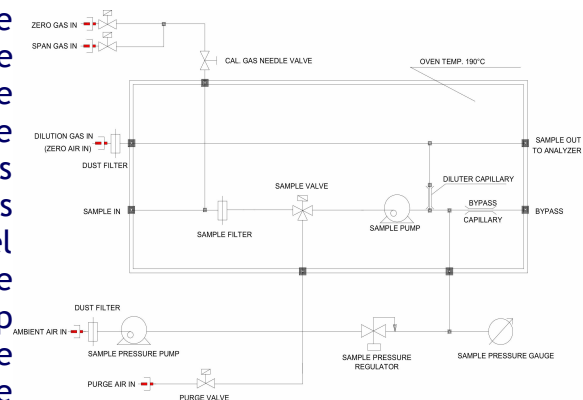 e
e
e
e
s
s
el
e
p
e
e
ZERO GAS IN
SPAN GAS IN
CAL. GAS NEEDLE VALVE
OVEN TEMP. 190°C
DILUTION GAS IN
(ZERO AIR IN)
DUST FILTER
SAMPLE OUT
TO ANALYZER
DILUTER CAPILLARY
SAMPLE VALVE
SAMPLE IN
SAMPLE FILTER
SAMPLE PUMP
BYPASS
CAPILLARY
BYPASS
DUST FILTER
AMBIENT AIR IN
SAMPLE PRESSURE PUMP
SAMPLE PRESSURE
REGULATOR
SAMPLE PRESSURE GAUGE
PURGE AIR IN
PURGE VALVE